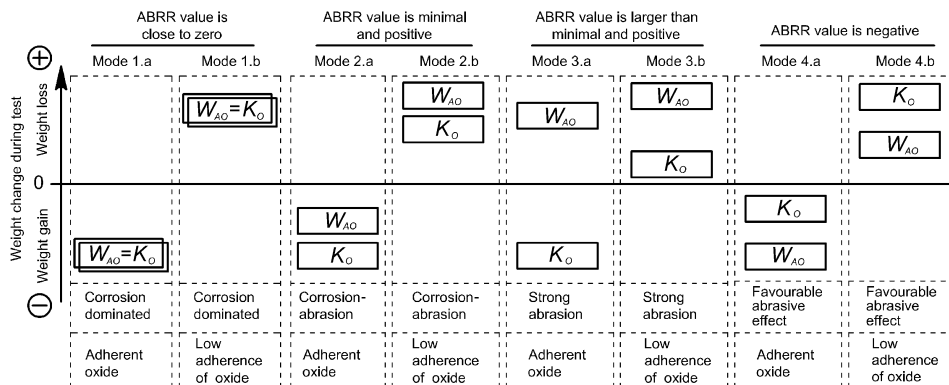 ABRR value is
close to zero
ABRR value is minimal
and positive
ABRR value is larger than
minimal and positive
ABRR value is negative
Mode 1.a
Mode 1.b
Mode 2.a
Mode 2.b
Mode 3.a
Mode 3.b
Mode 4.a
Mode 4.b
Weight change during test
Weight loss
Weight gain
+
0
−
W_AO=K_O
W_AO=K_O
W_AO
K_O
W_AO
K_O
W_AO
K_O
W_AO
K_O
K_O
W_AO
K_O
W_AO
Corrosion
dominated
Corrosion
dominated
Corrosion-
abrasion
Corrosion-
abrasion
Strong
abrasion
Strong
abrasion
Favourable
abrasive
effect
Favourable
abrasive
effect
Adherent
oxide
Low
adherence
of oxide
Adherent
oxide
Low
adherence
of oxide
Adherent
oxide
Low
adherence
of oxide
Adherent
oxide
Low
adherence
of oxide